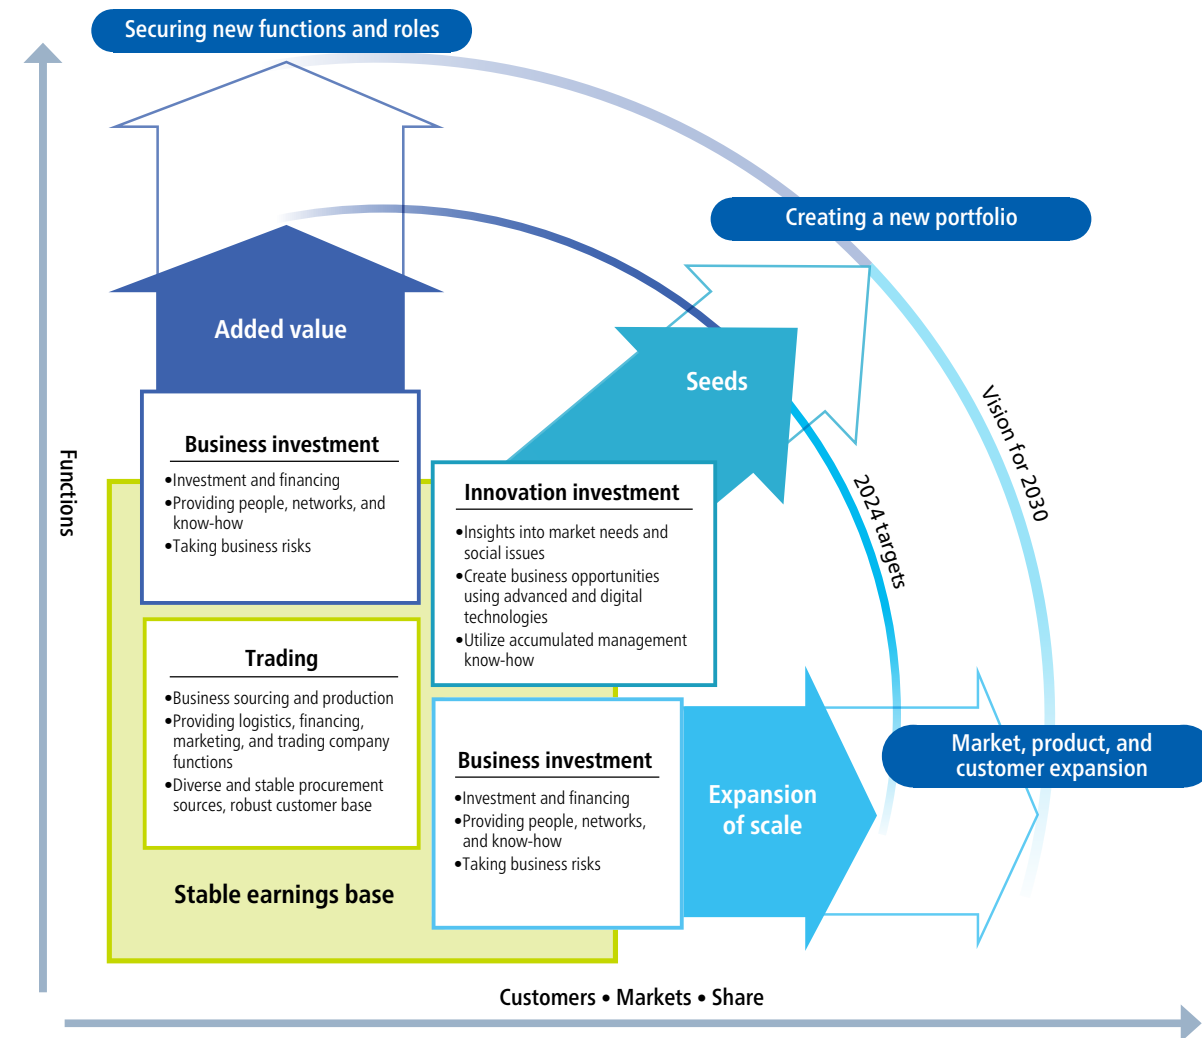 Securing new functions and roles
Creating a new portfolio
Added value
Seeds
Vision for 2030
2024 targets
Functions
Business investment
•Investment and financing
•Providing people, networks, and
know-how
•Taking business risks
Innovation investment
•Insights into market needs and
social issues
•Create business opportunities
using advanced and digital
technologies
•Utilize accumulated management
know-how
Trading
•Business sourcing and production
•Providing logistics, financing,
marketing, and trading company
functions
•Diverse and stable procurement
sources, robust customer base
Business investment
•Investment and financing
•Providing people, networks,
and know-how
•Taking business risks
Expansion
of scale
Market, product, and
customer expansion
Stable earnings base
Customers • Markets • Share